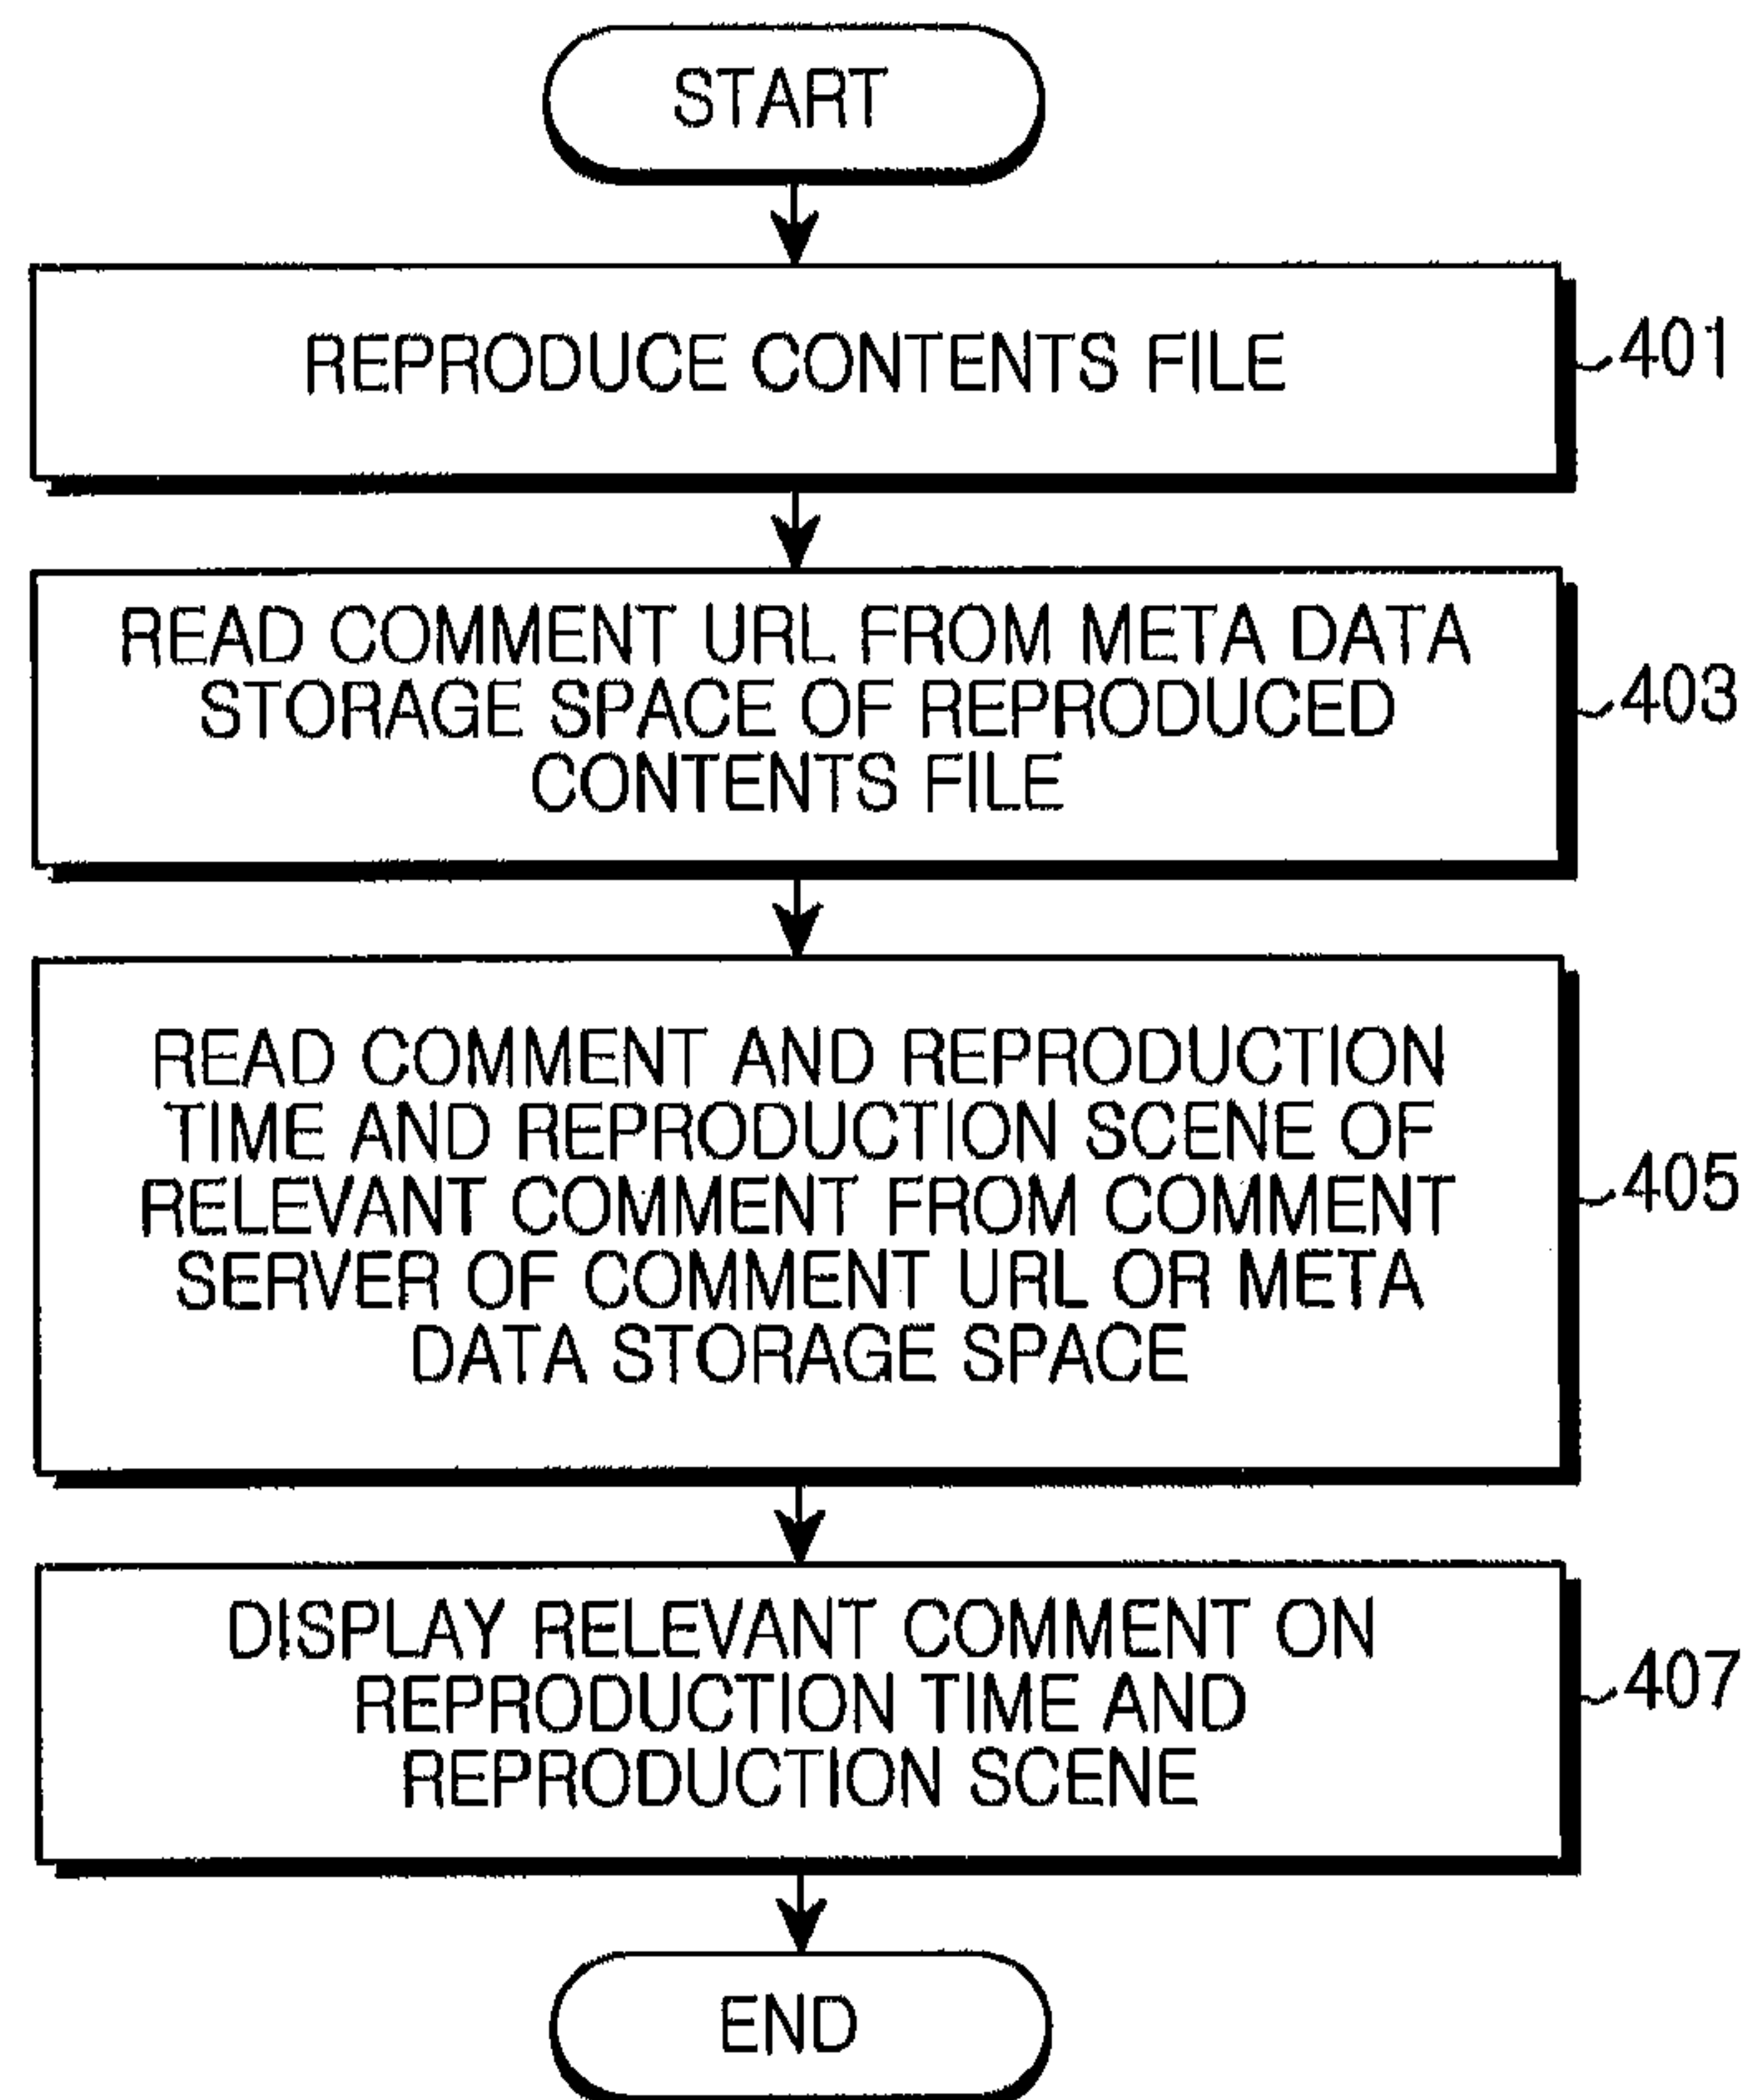 START
REPRODUCE CONTENTS FILE
401
READ COMMENT URL FROM META DATA
STORAGE SPACE OF REPRODUCED
CONTENTS FILE
403
READ COMMENT AND REPRODUCTION
TIME AND REPRODUCTION SCENE OF
RELEVANT COMMENT FROM COMMENT
SERVER OF COMMENT URL OR META
DATA STORAGE SPACE
405
DISPLAY RELEVANT COMMENT ON
REPRODUCTION TIME AND
REPRODUCTION SCENE
407
END